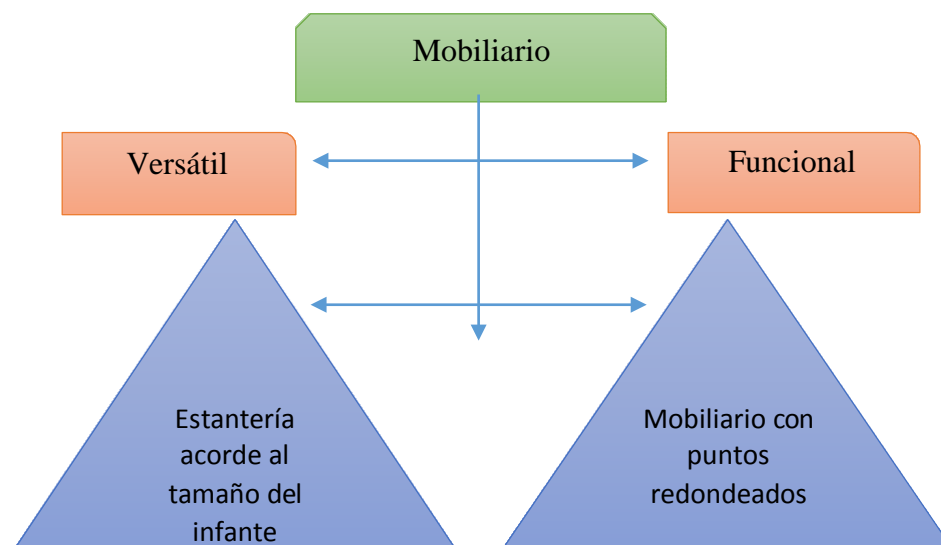 Mobiliario
Versátil
Funcional
Estantería
acorde al
tamaño del
infante
Mobiliario con
puntos
redondeados